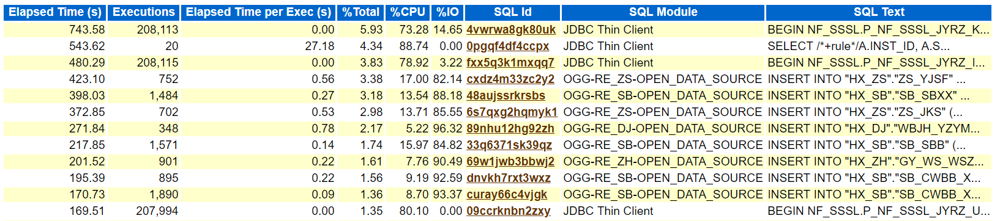 Elapsed Time (s) Executions Elapsed Time per Exec (s) %Total %CPU %IO SQL Id SQL Module SQL Text
743.58 208,113 0.00 5.93 73.28 14.65 4vwrwa8gk80uk JDBC Thin Client BEGIN NF_SSSL.P_NF_SSSL_JYRZ_K...
543.62 20 27.18 4.34 88.74 0.00 0pgqf4df4ccpx JDBC Thin Client SELECT /*+rule*/A.INST_ID, A.S...
480.29 208,115 0.00 3.83 78.92 3.22 fxx5q3k1mxqq7 JDBC Thin Client BEGIN NF_SSSL.P_NF_SSSL_JYRZ_I...
423.10 752 0.56 3.38 17.00 82.14 cxdz4m33zc2y2 OGG-RE_ZS-OPEN_DATA_SOURCE INSERT INTO "HX_ZS"."ZS_YJSF" ...
398.03 1,484 0.27 3.18 13.54 88.18 48aujssrkrsbs OGG-RE_SB-OPEN_DATA_SOURCE INSERT INTO "HX_SB"."SB_SBXX" ...
372.85 702 0.53 2.98 13.71 85.55 6s7qxg2hqmyk1 OGG-RE_ZS-OPEN_DATA_SOURCE INSERT INTO "HX_ZS"."ZS_JKS" (...
271.84 348 0.78 2.17 5.22 96.32 89nhu12hg92zh OGG-RE_DJ-OPEN_DATA_SOURCE INSERT INTO "HX_DJ"."WBJH_YZYM...
217.85 1,571 0.14 1.74 15.97 84.82 33q6371sk39qz OGG-RE_SB-OPEN_DATA_SOURCE INSERT INTO "HX_SB"."SB_SBB" (...
201.52 901 0.22 1.61 7.76 90.49 69w1jwb3bbwj2 OGG-RE_ZH-OPEN_DATA_SOURCE INSERT INTO "HX_ZH"."GY_WS_WSZ...
195.39 895 0.22 1.56 9.19 92.59 dnvkh7rxt3wxz OGG-RE_SB-OPEN_DATA_SOURCE INSERT INTO "HX_SB"."SB_CWBB_X...
170.73 1,890 0.09 1.36 8.70 93.37 curay66c4vjgk OGG-RE_SB-OPEN_DATA_SOURCE INSERT INTO "HX_SB"."SB_CWBB_X...
169.51 207,994 0.00 1.35 80.10 0.00 09ccrknbn2zxy JDBC Thin Client BEGIN NF_SSSL.P_NF_SSSL_JYRZ_U...